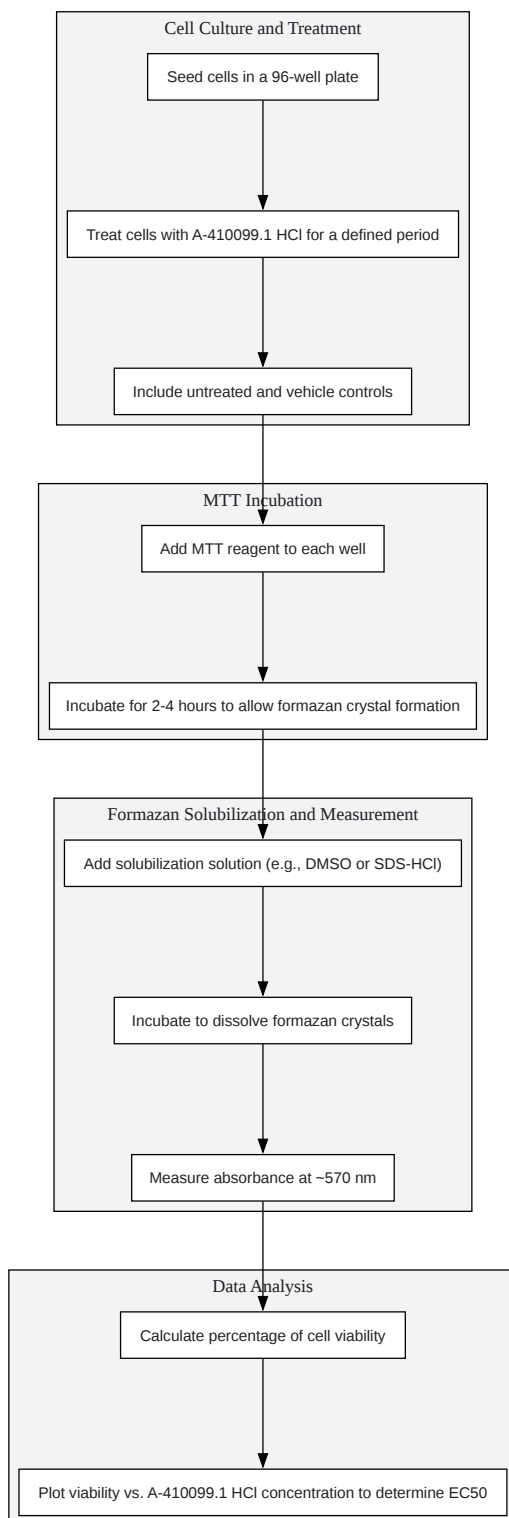 Cell Culture and Treatment
Seed cells in a 96-well plate
Treat cells with A-410099.1 HCl for a defined period
Include untreated and vehicle controls
MTT Incubation
Add MTT reagent to each well
Incubate for 2-4 hours to allow formazan crystal formation
Formazan Solubilization and Measurement
Add solubilization solution (e.g., DMSO or SDS-HCl)
Incubate to dissolve formazan crystals
Measure absorbance at ~570 nm
Data Analysis
Calculate percentage of cell viability
Plot viability vs. A-410099.1 HCl concentration to determine EC50